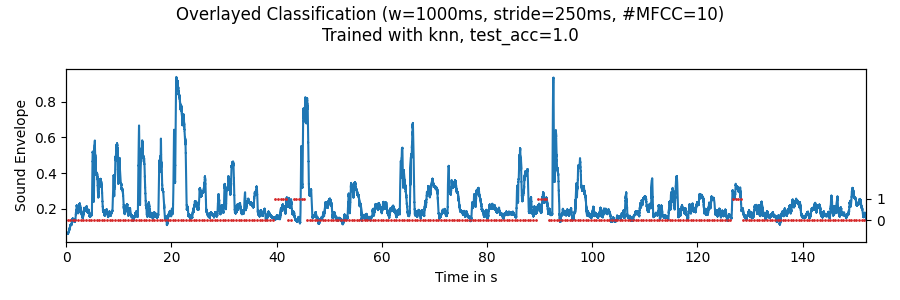 Overlayed Classification (w=1000ms, stride=250ms, #MFCC=10)
Trained with knn, test_acc=1.0
Sound Envelope
0.8
0.6
0.4
0.2
1
0
0 20 40 60 80 100 120 140
Time in s